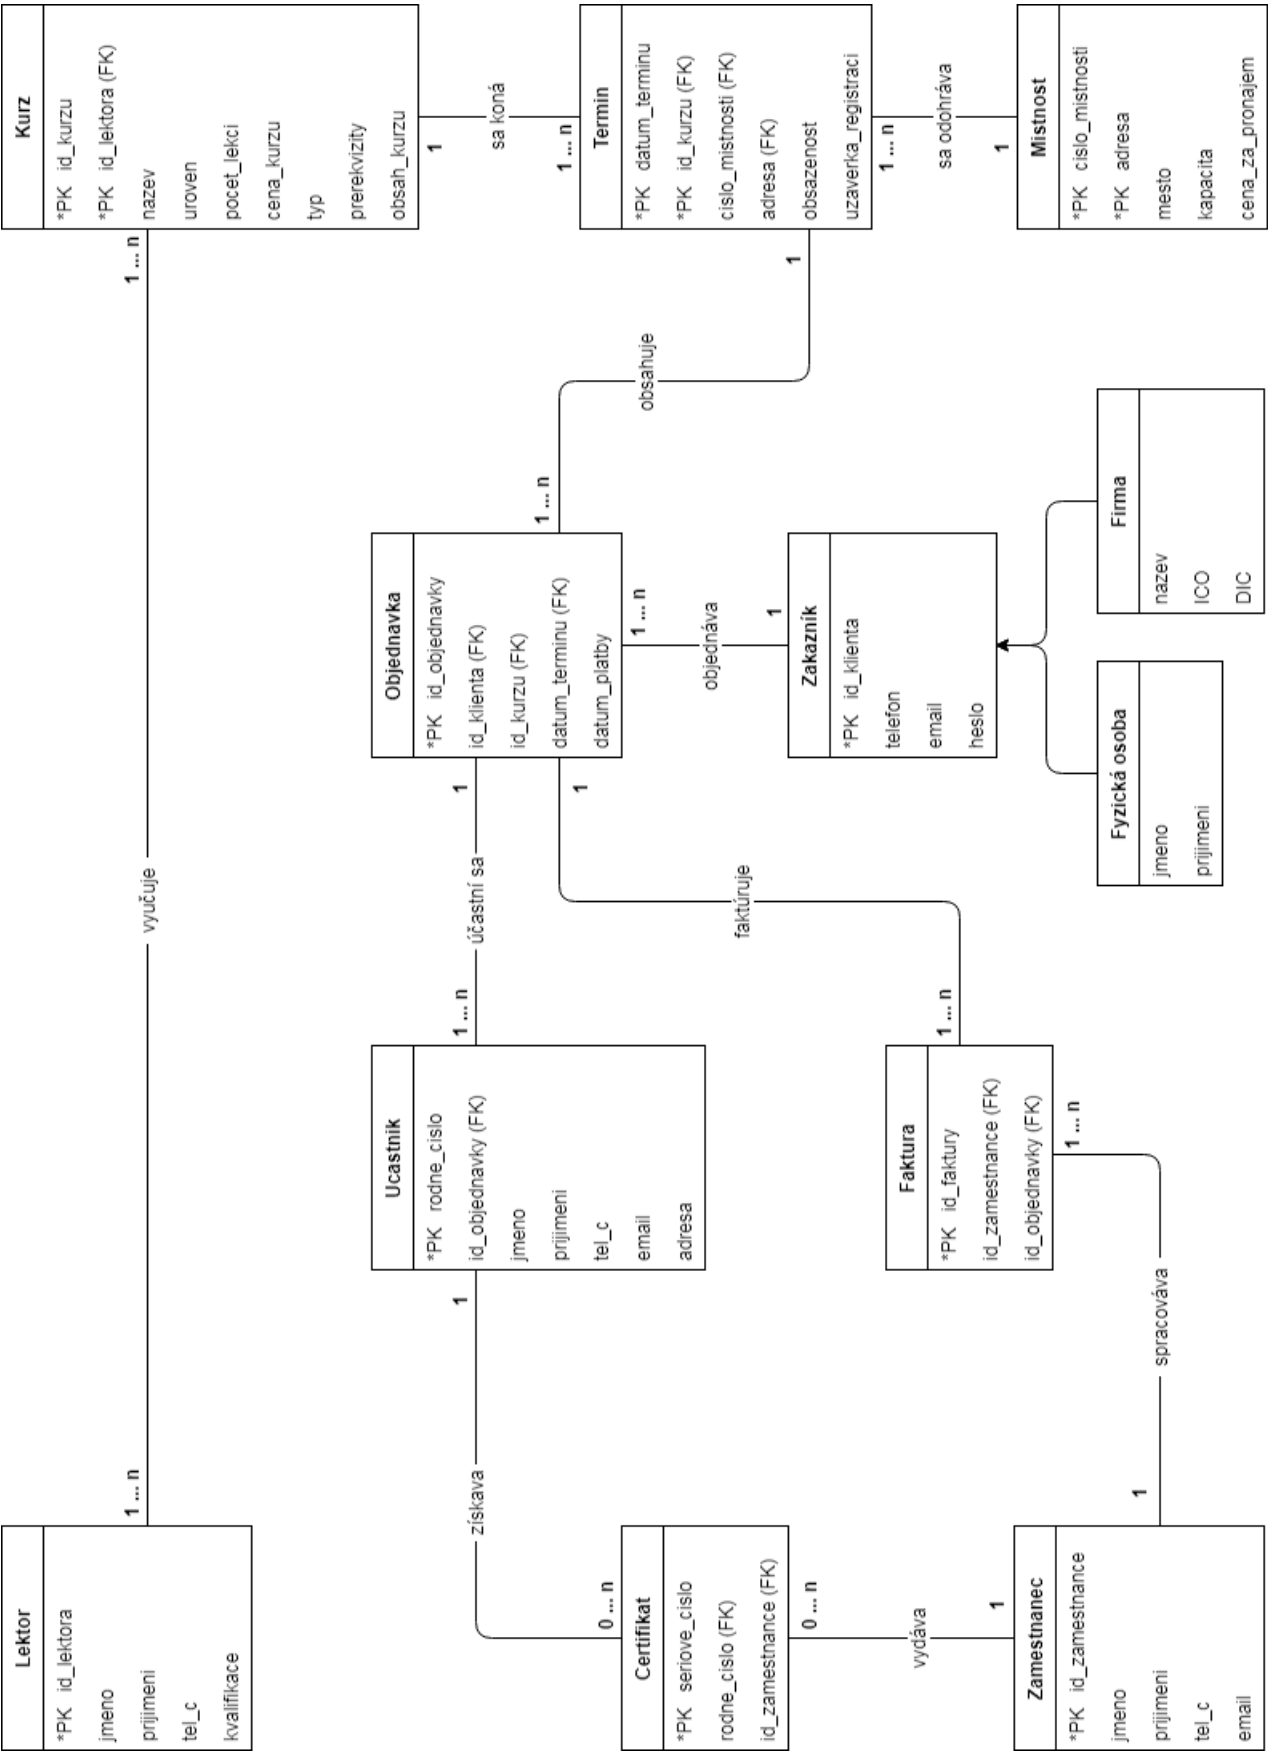 Lektor
*PK id_lektora
jmeno
prijimeni
tel_c
kvalifikace
1 ... n
vyučuje
1 ... n
Kurz
*PK id_kurzu
*PK id_lektora (FK)
nazev
uroven
pocet_lekci
cena_kurzu
typ
prerekvizity
obsah_kurzu
1
sa koná
1 ... n
Termin
*PK datum_terminu
*PK id_kurzu (FK)
cislo_mistnosti (FK)
adresa (FK)
obsazenost
uzaverka_registraci
1 ... n
sa odohráva
1
Mistnost
*PK cislo_mistnosti
*PK adresa
mesto
kapacita
cena_za_pronajem
1
obsahuje
1 ... n
Objednavka
*PK id_objednavky
id_klienta (FK)
id_kurzu (FK)
datum_terminu (FK)
datum_platby
1 ... n
objednáva
1
Zakaznik
*PK id_klienta
telefon
email
heslo
Fyzická osoba
jmeno
prijimeni
Firma
nazev
ICO
DIC
1
účastní sa
1 ... n
Ucastnik
*PK rodne_cislo
id_objednavky (FK)
jmeno
prijimeni
tel_c
email
adresa
1
faktúruje
1 ... n
Faktura
*PK id_faktury
id_zamestnance (FK)
id_objednavky (FK)
1 ... n
spracováva
1
1
získava
0 ... n
Certifikat
*PK seriove_cislo
rodne_cislo (FK)
id_zamestnance (FK)
0 ... n
vydáva
1
Zamestnanec
*PK id_zamestnance
jmeno
prijimeni
tel_c
email